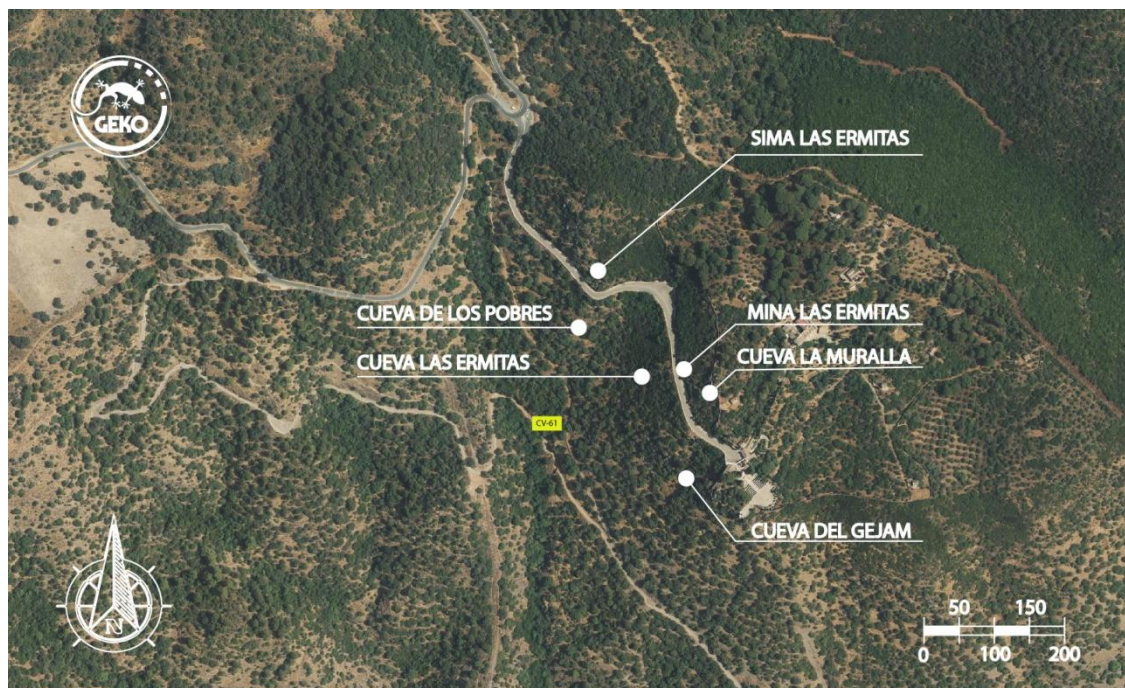 GEKO
SIMA LAS ERMITAS
CUEVA DE LOS POBRES
MINA LAS ERMITAS
CUEVA LA MURALLA
CUEVA LAS ERMITAS
CV-61
CUEVA DEL GEJAM
N
50 150
0 100 200